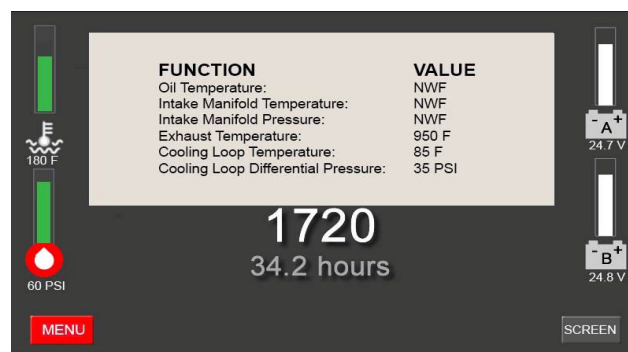 FUNCTION VALUE
Oil Temperature: NWF
Intake Manifold Temperature: NWF
Intake Manifold Pressure: NWF
Exhaust Temperature: 950 F
Cooling Loop Temperature: 85 F
Cooling Loop Differential Pressure: 35 PSI
180 F
- A +
24.7 V
1720
34.2 hours
60 PSI
- B +
24.8 V
MENU
SCREEN